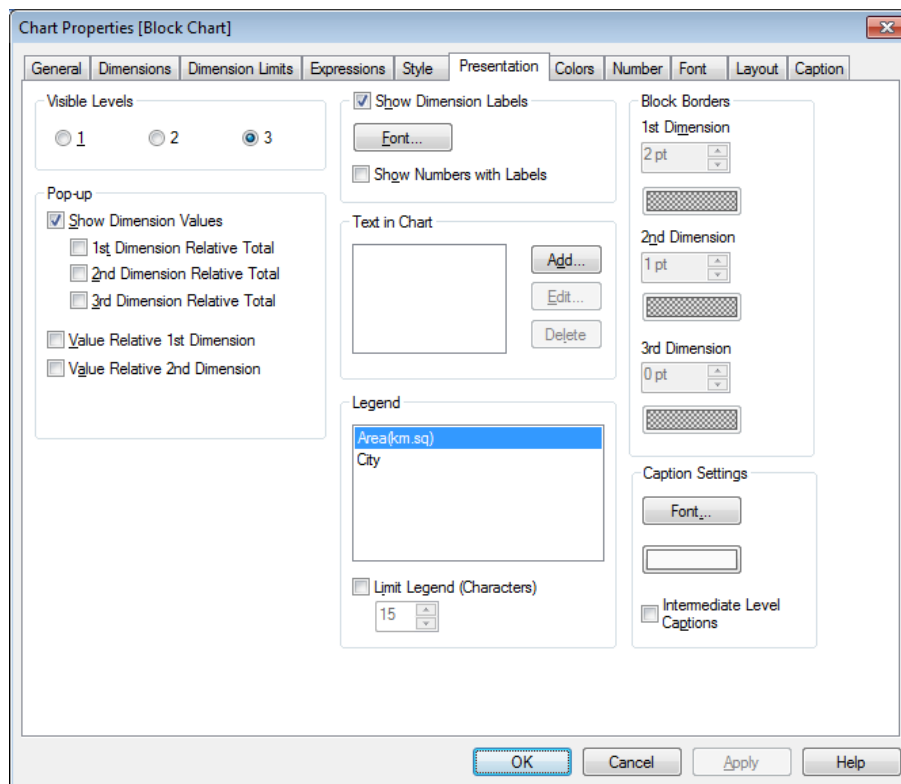 Chart Properties [Block Chart]
General
Dimensions
Dimension Limits
Expressions
Style
Presentation
Colors
Number
Font
Layout
Caption
Visible Levels
1
2
3
Pop-up
Show Dimension Values
1st Dimension Relative Total
2nd Dimension Relative Total
3rd Dimension Relative Total
Value Relative 1st Dimension
Value Relative 2nd Dimension
Show Dimension Labels
Font...
Show Numbers with Labels
Text in Chart
Add...
Edit...
Delete
Legend
Area(km.sq)
City
Limit Legend (Characters)
15
Block Borders
1st Dimension
2 pt
2nd Dimension
1 pt
3rd Dimension
0 pt
Caption Settings
Font...
Intermediate Level
Captions
OK
Cancel
Apply
Help